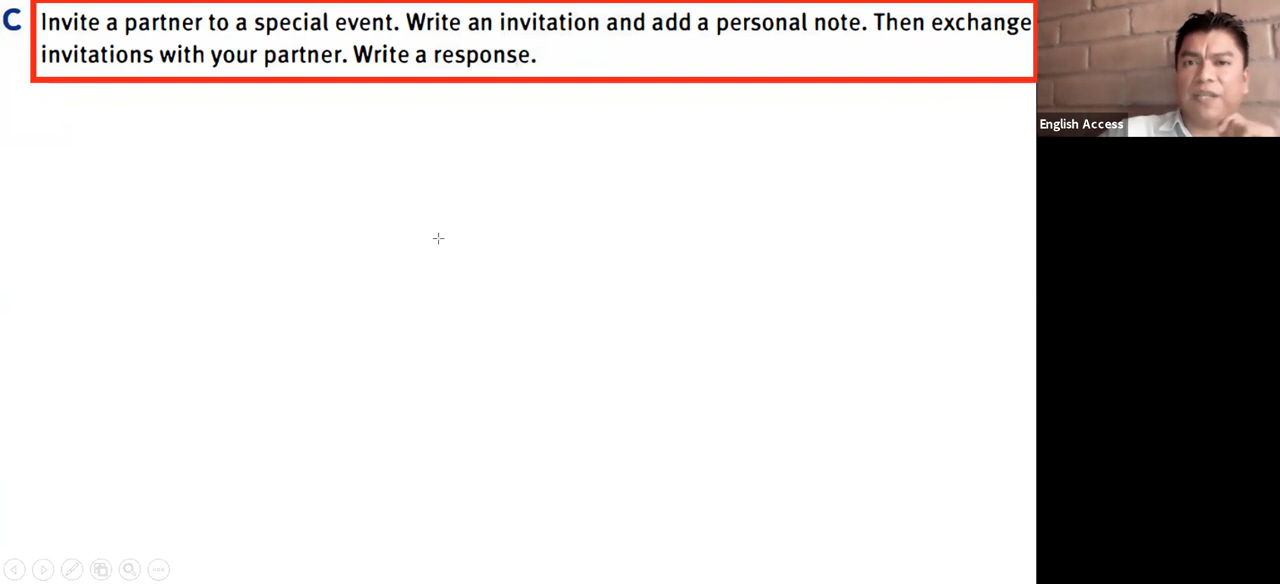 C Invite a partner to a special event. Write an invitation and add a personal note. Then exchange
invitations with your partner. Write a response.
English Access